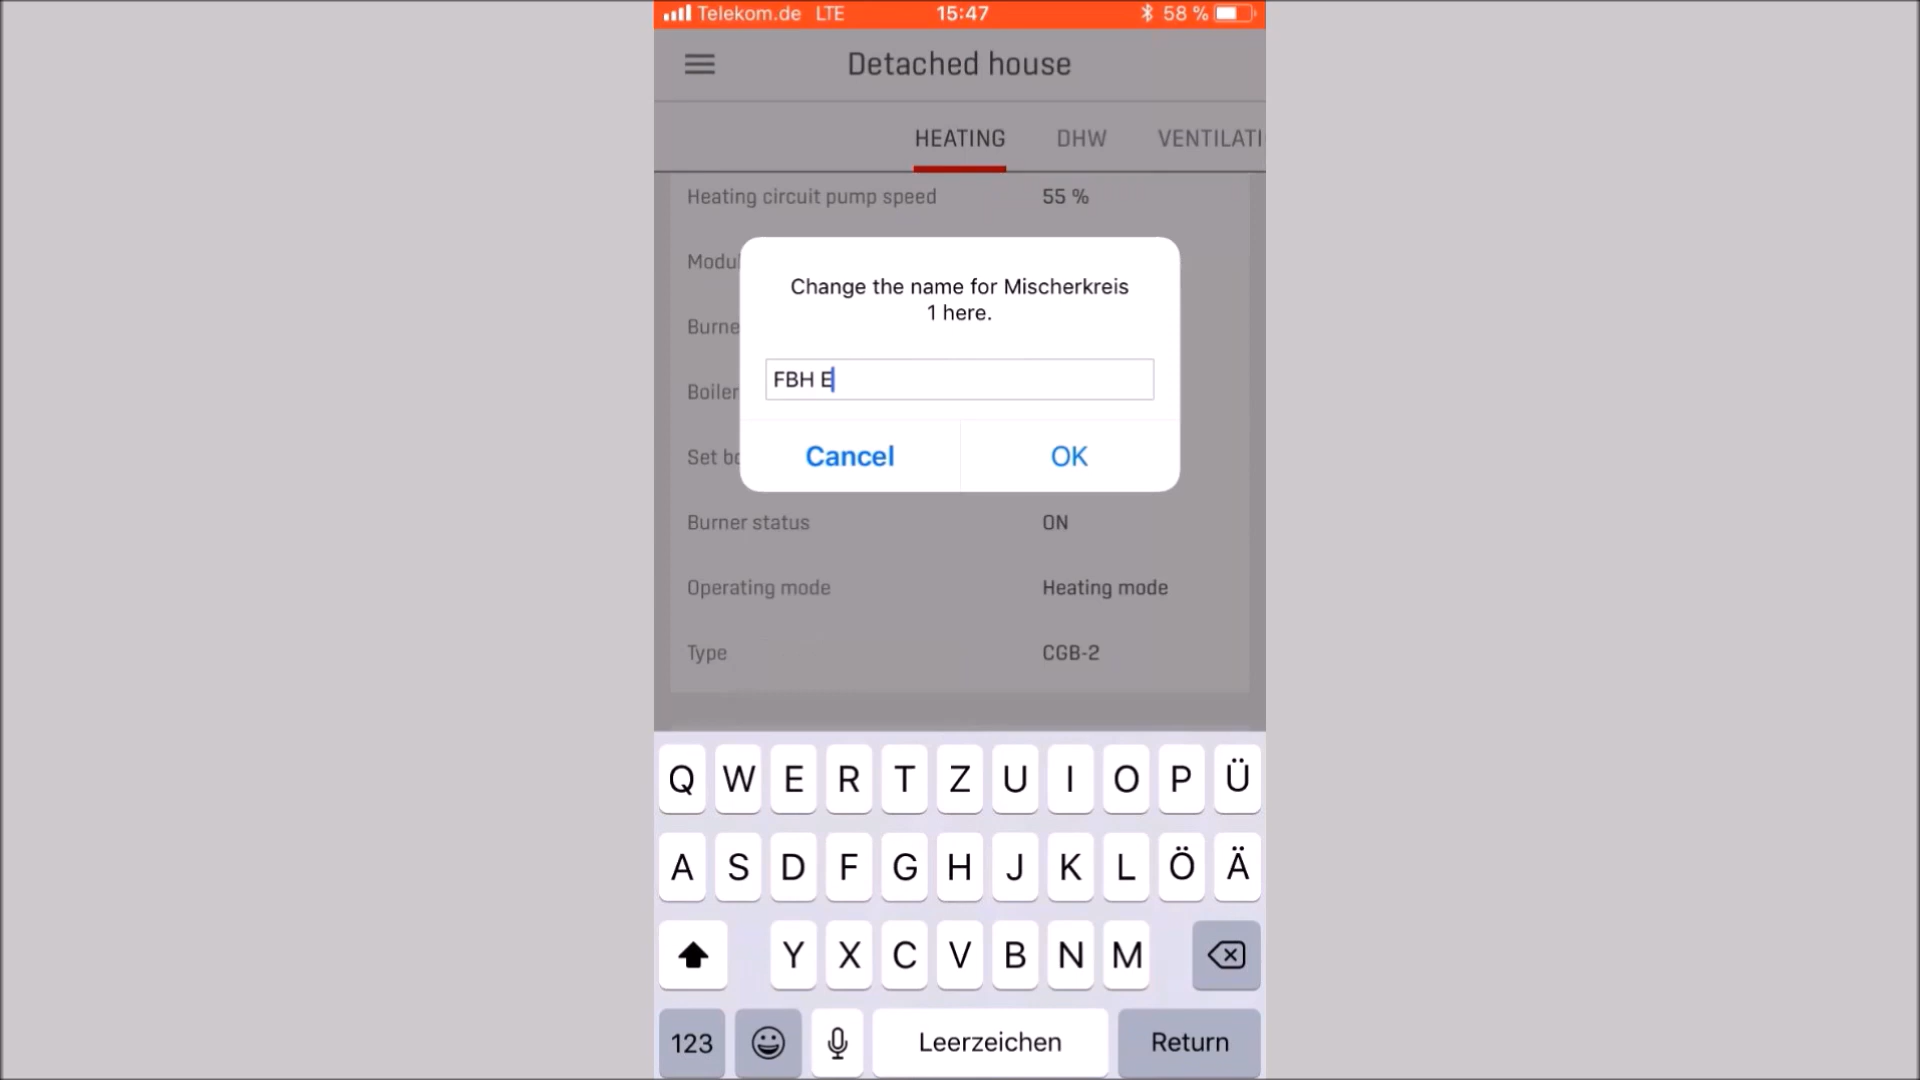 Telekom.de LTE 15:47 58 %
Detached house
HEATING DHW VENTILATI
Heating circuit pump speed 55 %
Modul
Change the name for Mischerkreis
1 here.
Burne
FBH E
Boiler
Cancel OK
Set bo
Burner status ON
Operating mode Heating mode
Type CGB-2
Q W E R T Z U I O P Ü
A S D F G H J K L Ö Ä
Y X C V B N M
123 Leerzeichen Return